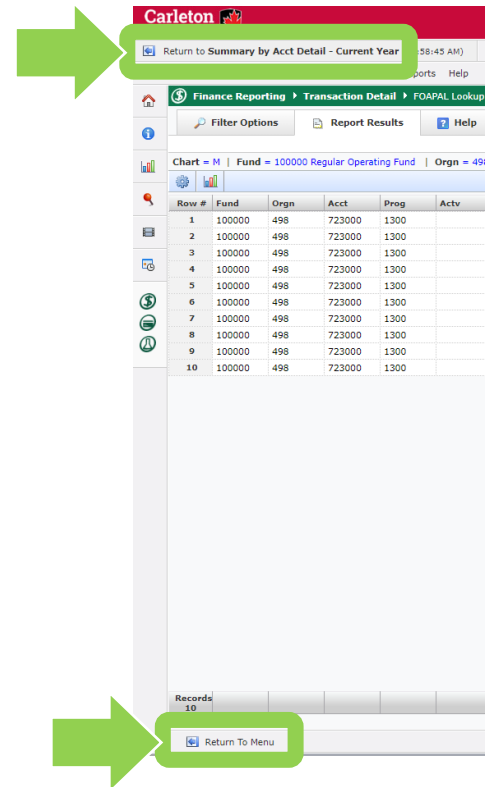 Carleton
Return to Summary by Acct Detail - Current Year :58:45 AM)
ports Help
Finance Reporting Transaction Detail FOAPAL Lookup
Filter Options Report Results Help
Chart = M | Fund = 100000 Regular Operating Fund | Orgn = 498
Row # Fund Orgn Acct Prog Actv
1 100000 498 723000 1300
2 100000 498 723000 1300
3 100000 498 723000 1300
4 100000 498 723000 1300
5 100000 498 723000 1300
6 100000 498 723000 1300
7 100000 498 723000 1300
8 100000 498 723000 1300
9 100000 498 723000 1300
10 100000 498 723000 1300
Records
10
Return To Menu